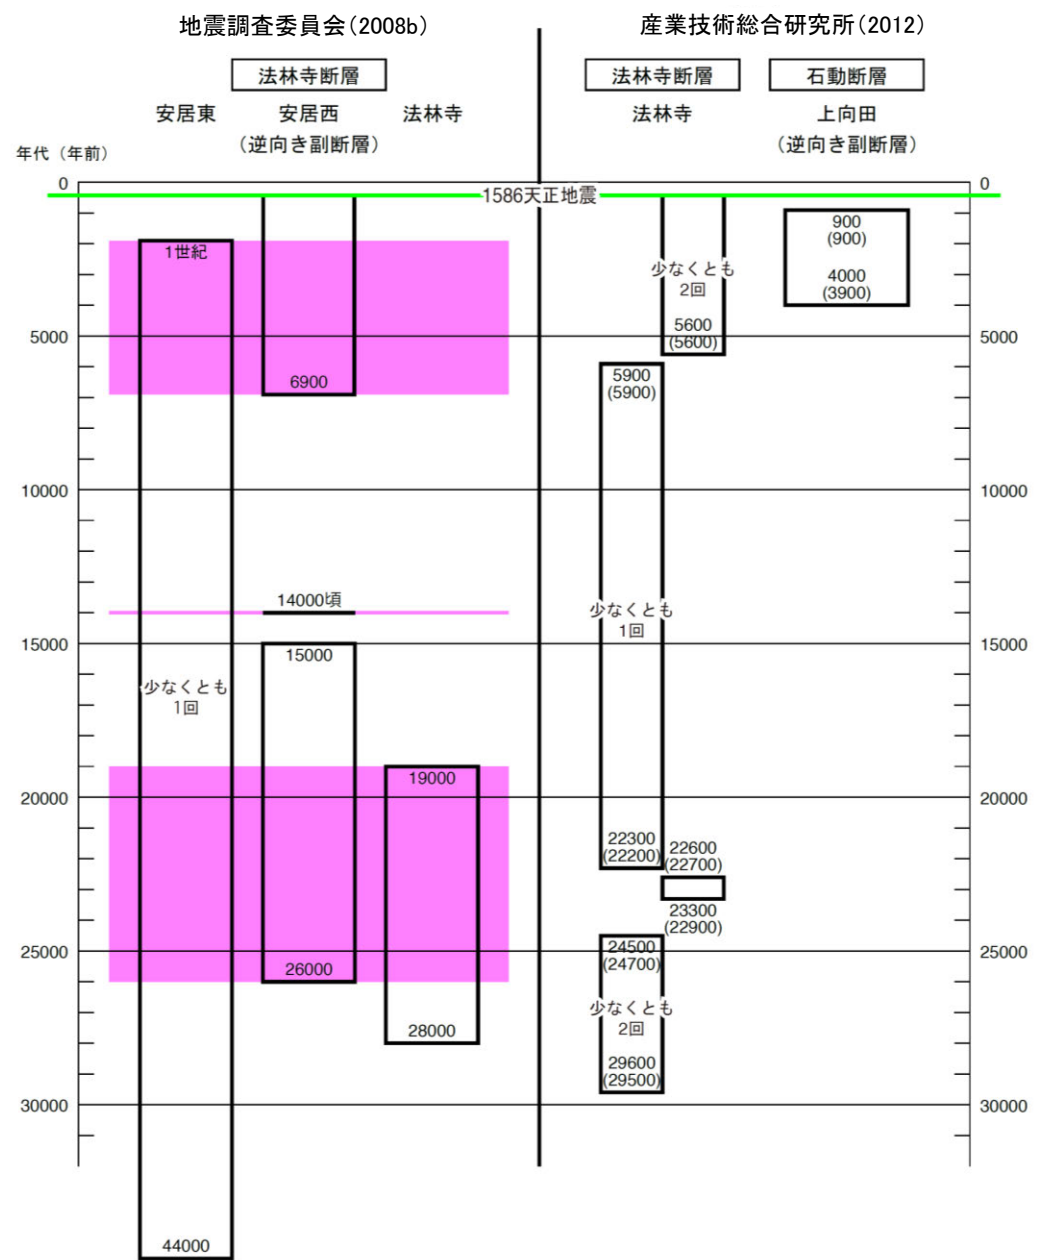 地震調査委員会(2008b)
産業技術総合研究所(2012)
法林寺断層
法林寺断層
石動断層
安居東
安居西
法林寺
法林寺
上向田
(逆向き副断層)
(逆向き副断層)
年代(年前)
0
0
1586天正地震
1世紀
900
(900)
少なくとも
2回
4000
(3900)
5600
(5600)
5000
5000
5900
(5900)
6900
10000
10000
14000頃
少なくとも
1回
15000
15000
15000
少なくとも
1回
19000
20000
20000
22300
(22200)
22600
(22700)
23300
(22900)
25000
25000
24500
(24700)
26000
少なくとも
2回
28000
29600
(29500)
30000
30000
44000